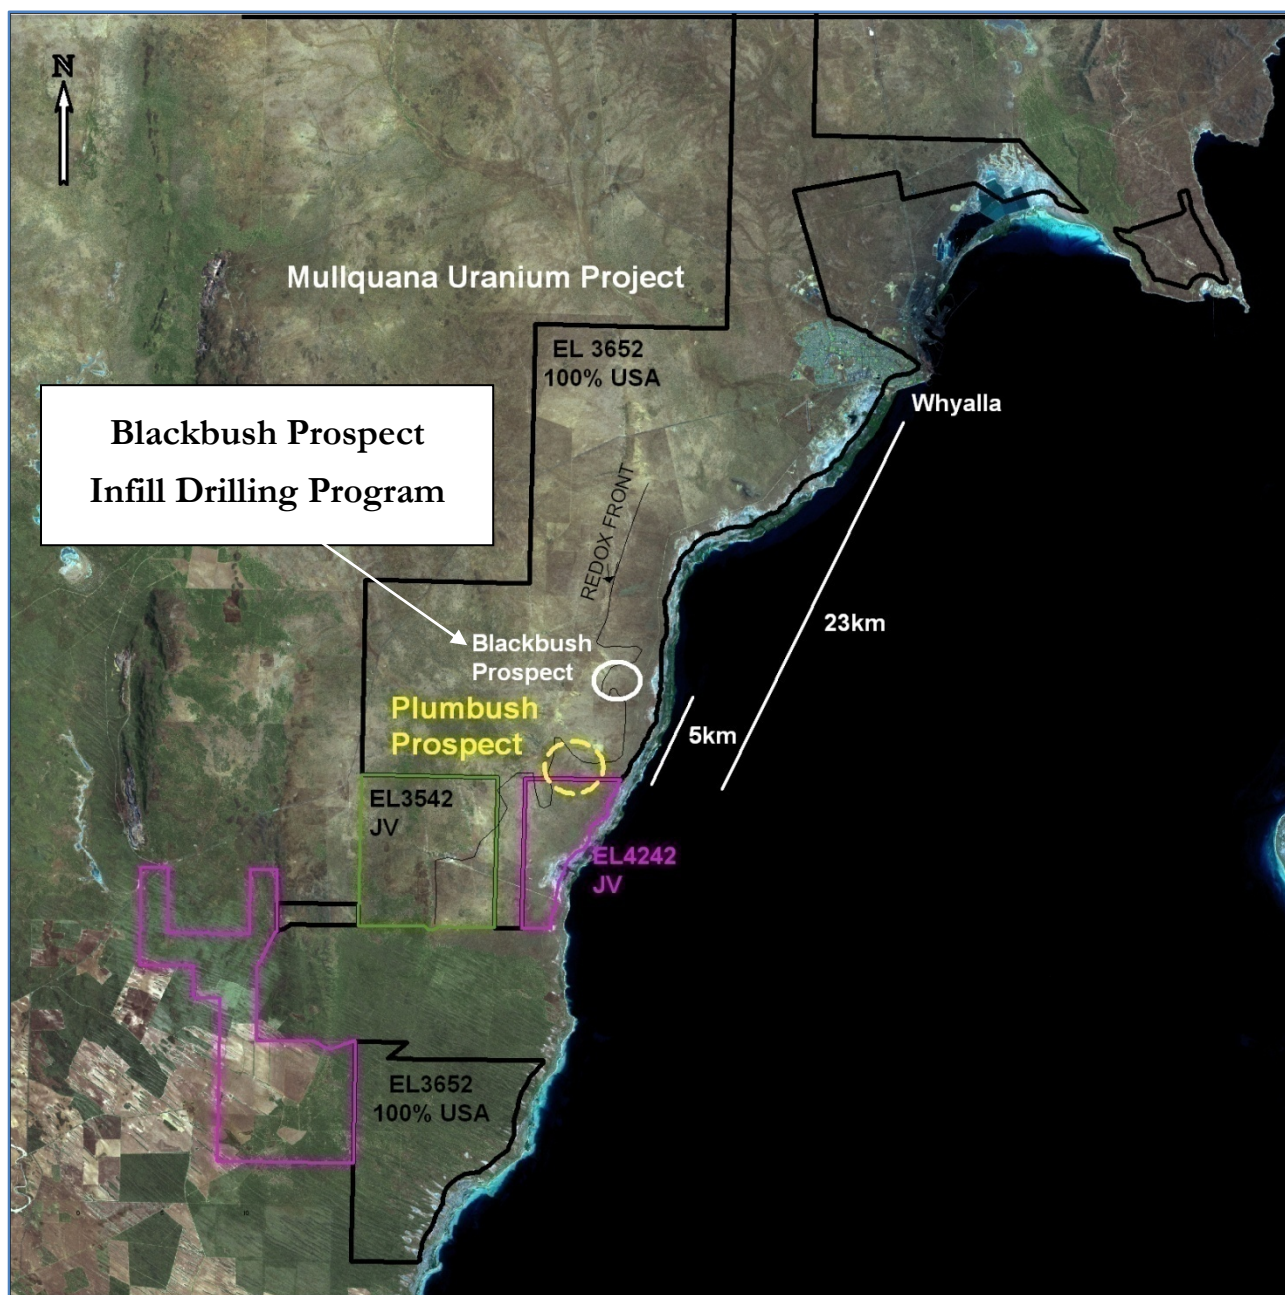 N
Mullquana Uranium Project
EL 3652
100% USA
Whyalla
Blackbush Prospect
Infill Drilling Program
REDOX FRONT
23km
Blackbush
Prospect
Plumbush
Prospect
5km
EL3542
JV
EL4242
JV
EL3652
100% USA